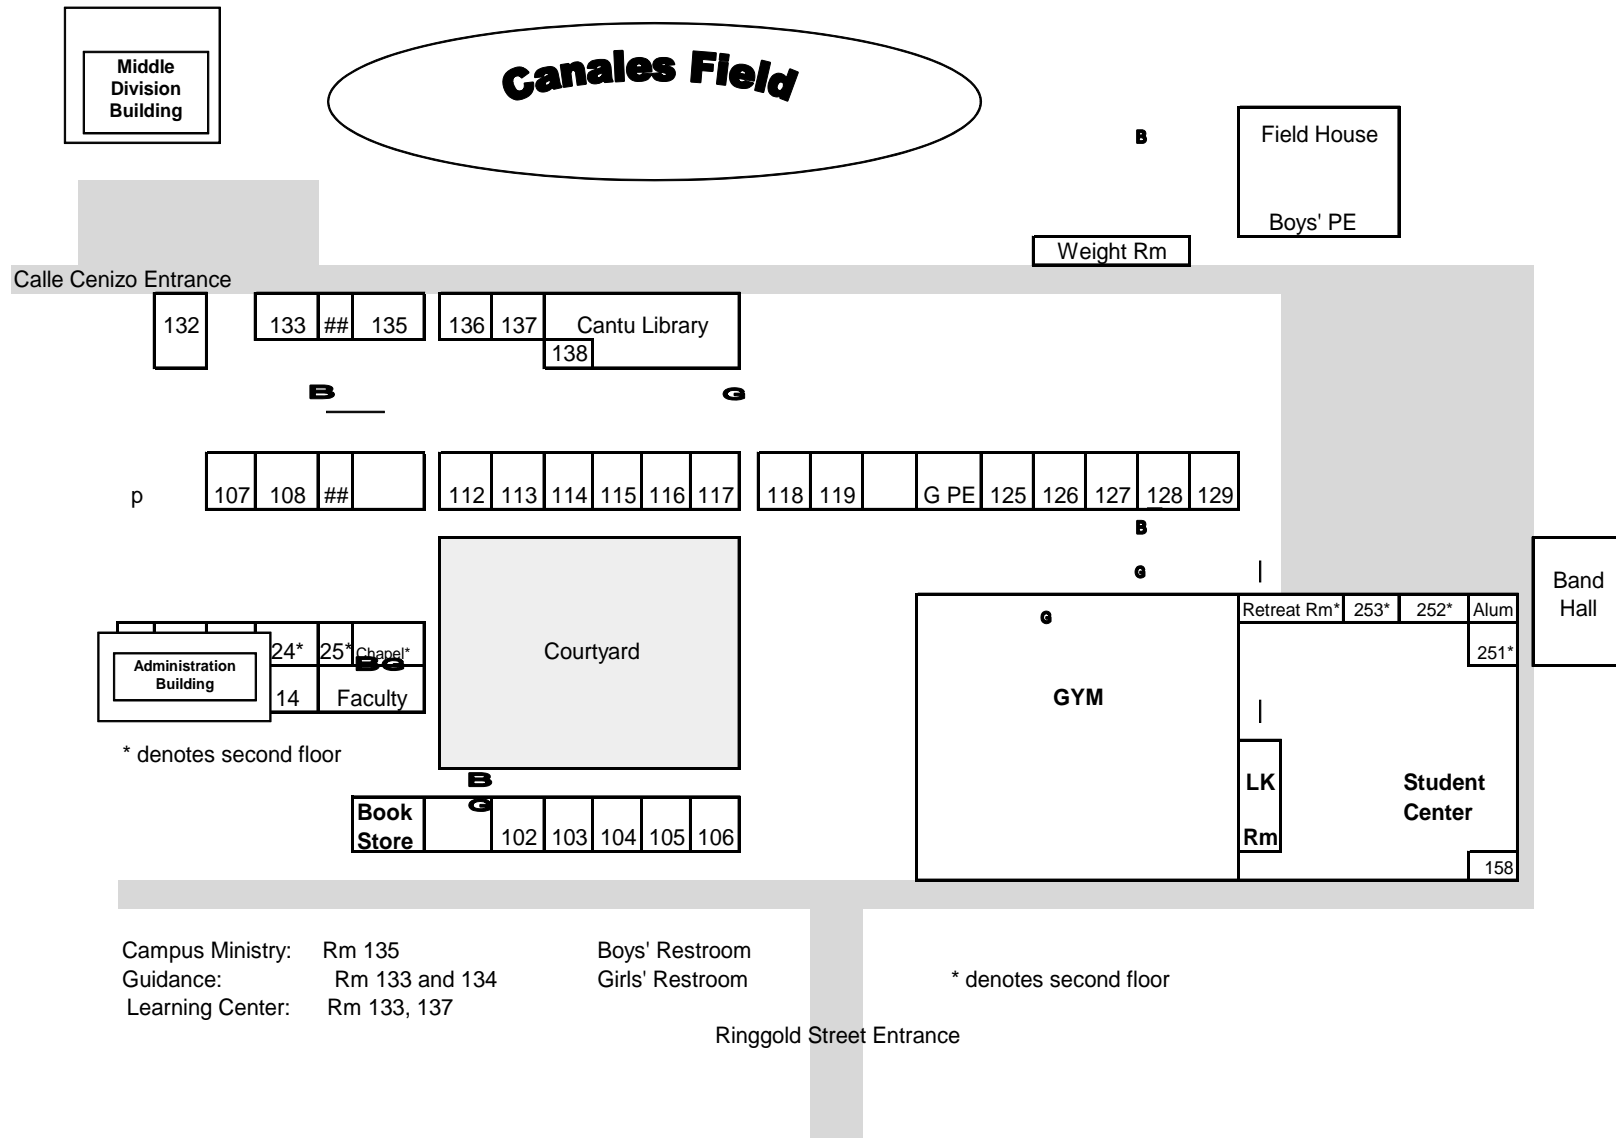 Canales Field
Middle
Division
Building
B
Field House
Boys' PE
Weight Rm
Calle Cenizo Entrance
132
133 ## 135
136 137 Cantu Library
138
B
G
p
107 108 ##
112 113 114 115 116 117
118 119 G PE 125 126 127 128 129
B
G
Band
Hall
Retreat Rm* 253* 252* Alum
G
251*
24* 25* Chapel*
BG
Administration
Building
14 Faculty
Courtyard
GYM
* denotes second floor
B
G
Book
Store
102 103 104 105 106
LK
Rm
Student
Center
158
Campus Ministry: Rm 135 Boys' Restroom
Guidance: Rm 133 and 134 Girls' Restroom * denotes second floor
Learning Center: Rm 133, 137
Ringgold Street Entrance